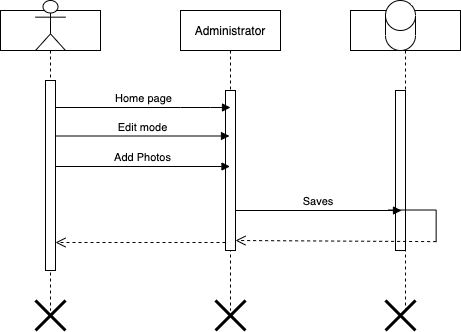 Administrator
Home page
Edit mode
Add Photos
Saves